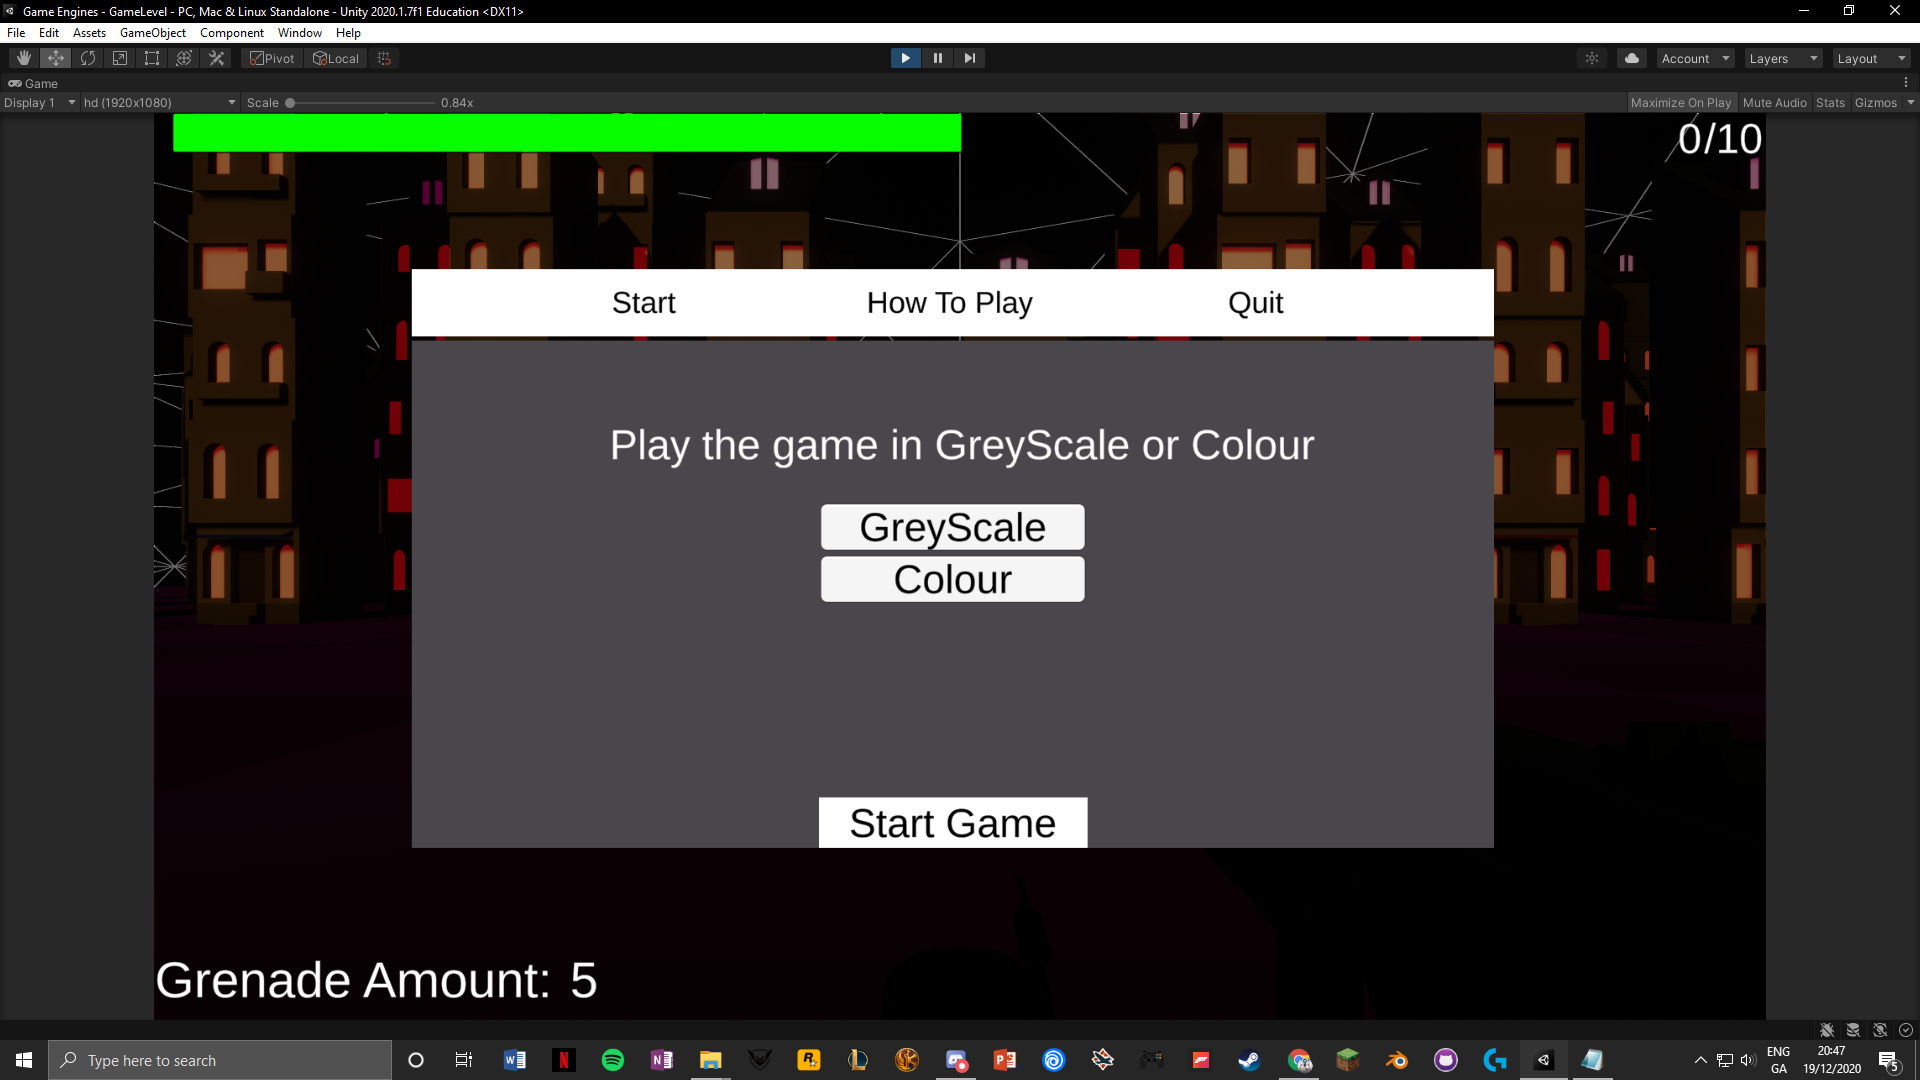 Game Engines - GameLevel - PC, Mac & Linux Standalone - Unity 2020.1.7f1 Education <DX11>
File Edit Assets GameObject Component Window Help
Pivot Local Account Layers Layout
Game
Display 1 hd (1920x1080) Scale 0.84x Maximize On Play Mute Audio Stats Gizmos
0/10
Start How To Play Quit
Play the game in GreyScale or Colour
GreyScale
Colour
Start Game
Grenade Amount: 5
Type here to search
ENG
GA
20:47
19/12/2020
5